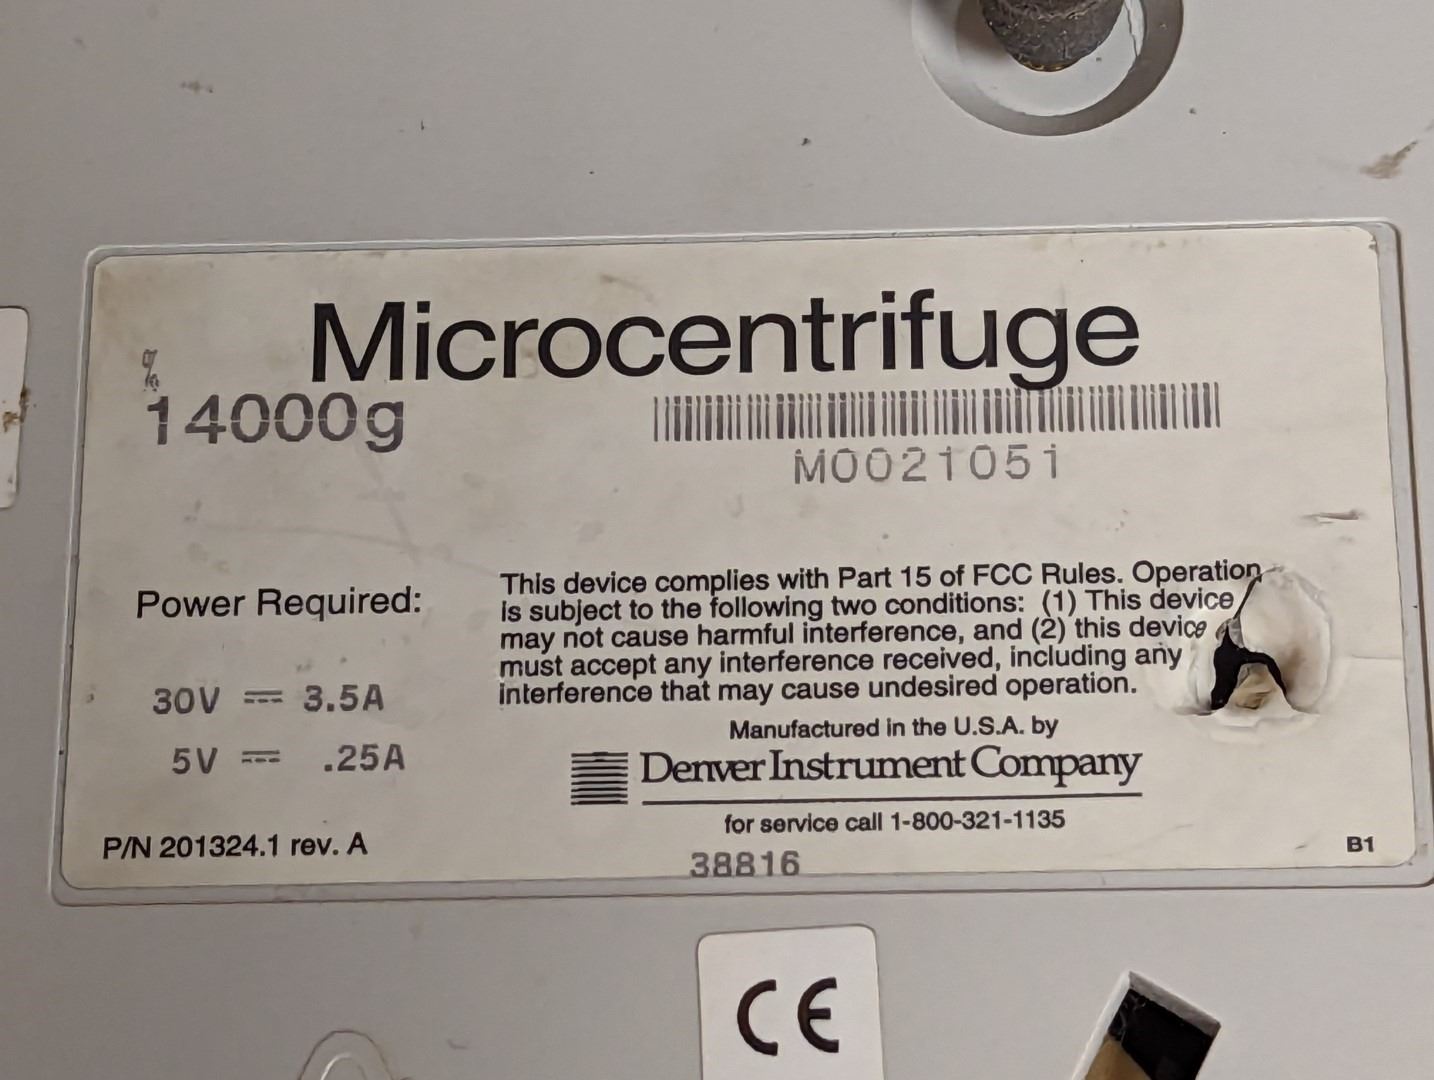 Microcentrifuge
%
14000g
M0021051
Power Required:
30V ⎓ 3.5A
5V ⎓ .25A
This device complies with Part 15 of FCC Rules. Operation
is subject to the following two conditions: (1) This device
may not cause harmful interference, and (2) this device
must accept any interference received, including any
interference that may cause undesired operation.
Manufactured in the U.S.A. by
Denver Instrument Company
for service call 1-800-321-1135
P/N 201324.1 rev. A
38816
B1
CE